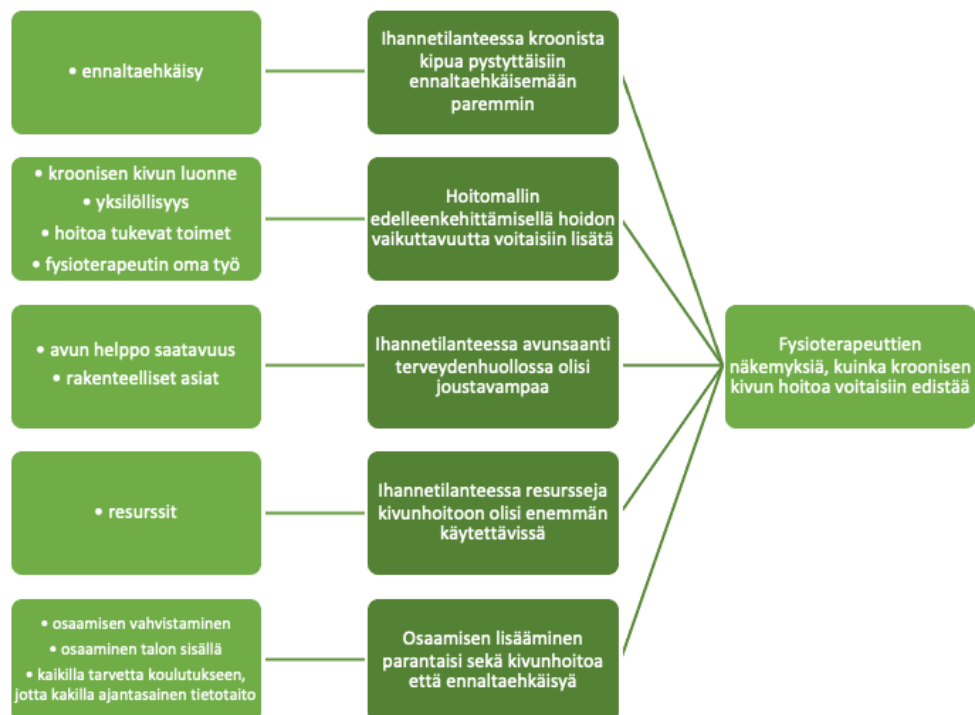 • ennaltaehkäisy
Ihannetilanteessa kroonista
kipua pystyttäisiin
ennaltaehkäisemään
paremmin
• kroonisen kivun luonne
• yksilöllisyys
• hoitoa tukevat toimet
• fysioterapeutin oma työ
Hoitomallin
edelleenkehittämisellä hoidon
vaikuttavuutta voitaisiin lisätä
• avun helppo saatavuus
• rakenteelliset asiat
Ihannetilanteessa avunsaanti
terveydenhuollossa olisi
joustavampaa
• resurssit
Ihannetilanteessa resursseja
kivunhoitoon olisi enemmän
käytettävissä
• osaamisen vahvistaminen
• osaaminen talon sisällä
• kaikilla tarvetta koulutukseen,
jotta kakilla ajantasainen tietotaito
Osaamisen lisääminen
parantaisi sekä kivunhoitoa
että ennaltaehkäisyä
Fysioterapeuttien
näkemyksiä, kuinka kroonisen
kivun hoitoa voitaisiin edistää